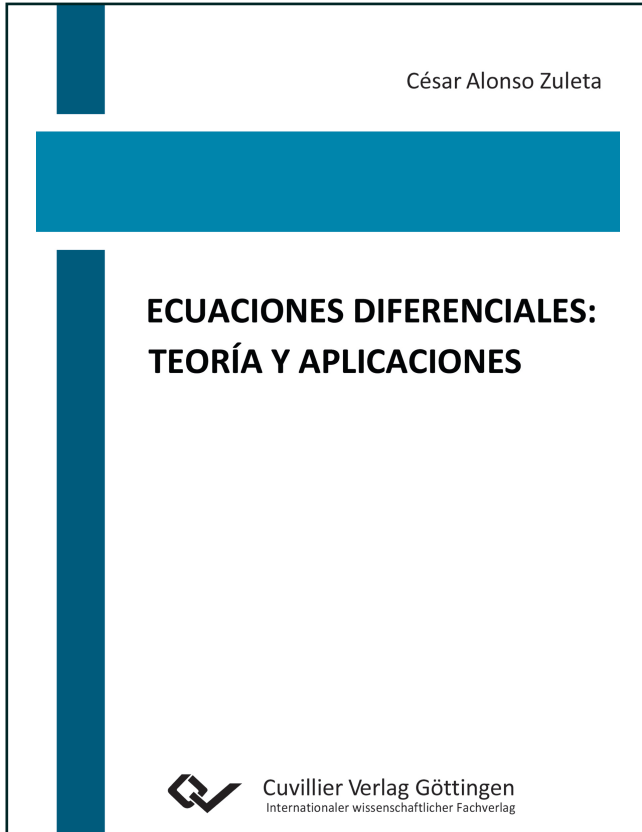 César Alonso Zuleta
ECUACIONES DIFERENCIALES:
TEORÍA Y APLICACIONES
Cuvillier Verlag Göttingen
Internationaler wissenschaftlicher Fachverlag